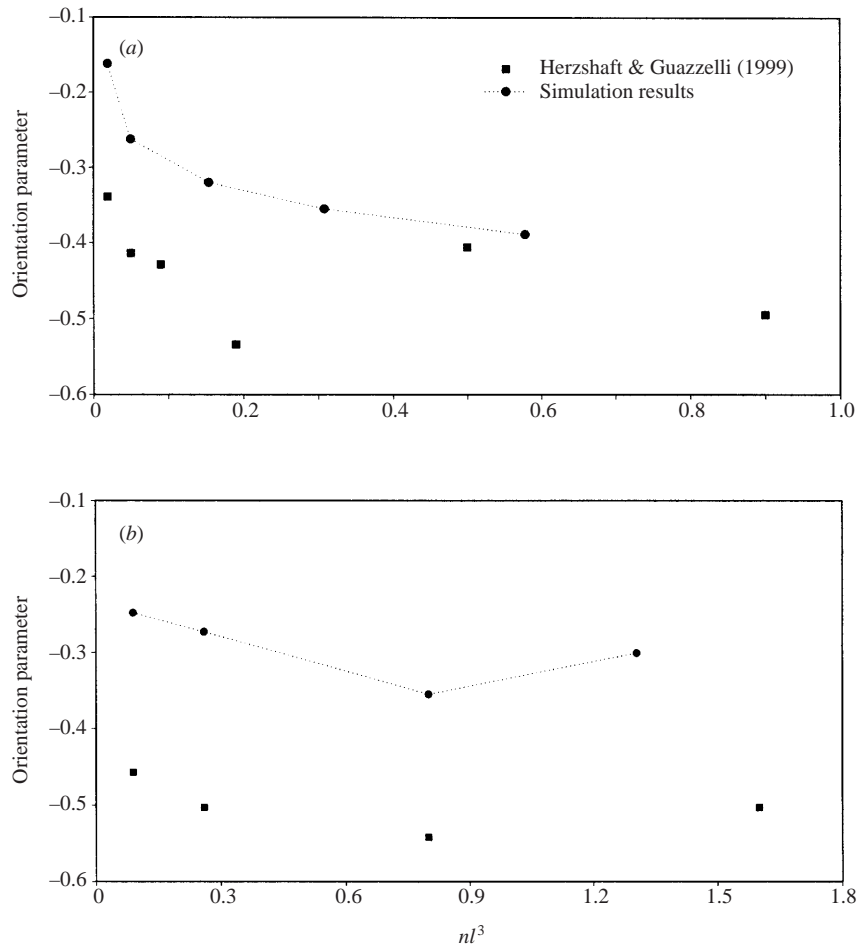 –0.1
(a)
Herzshaft & Guazzelli (1999)
Simulation results
–0.2
–0.3
–0.4
–0.5
–0.6
Orientation parameter
0 0.2 0.4 0.6 0.8 1.0
–0.1
(b)
–0.2
–0.3
–0.4
–0.5
–0.6
Orientation parameter
0 0.3 0.6 0.9 1.2 1.5 1.8
nl³